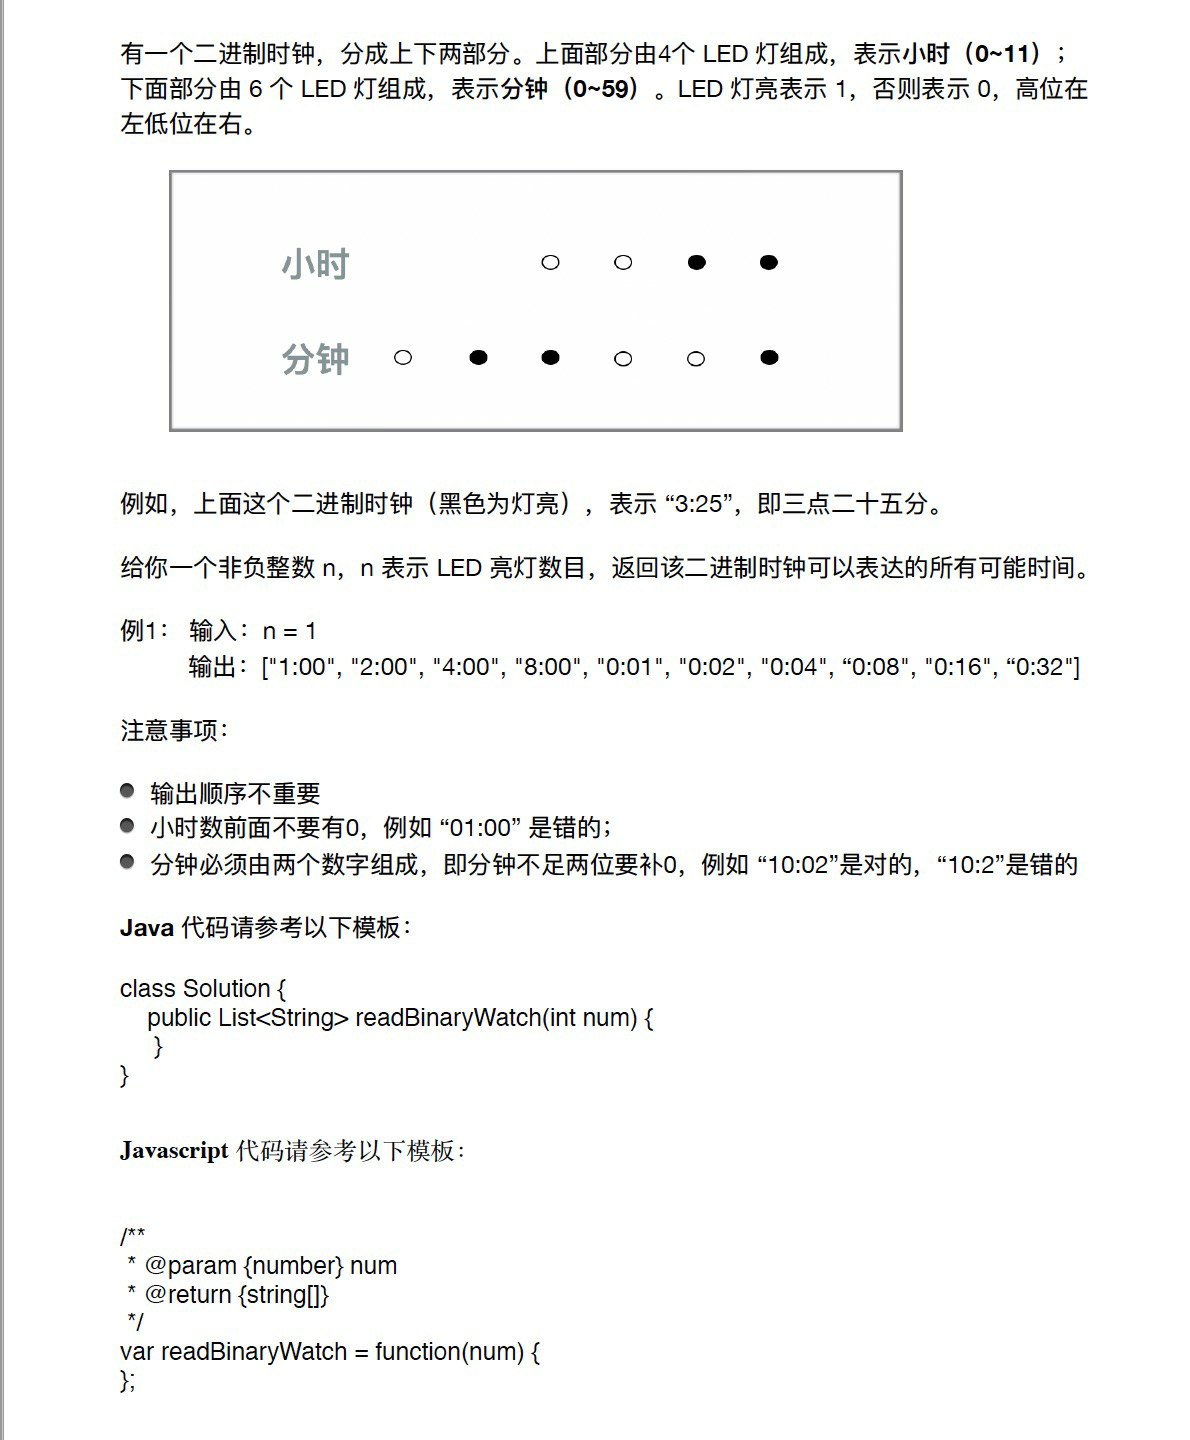 有一个二进制时钟，分成上下两部分。上面部分由4个 LED 灯组成，表示小时（0~11）；
下面部分由 6 个 LED 灯组成，表示分钟（0~59）。LED 灯亮表示 1，否则表示 0，高位在
左低位在右。
小时
分钟
例如，上面这个二进制时钟（黑色为灯亮），表示 “3:25”，即三点二十五分。
给你一个非负整数 n，n 表示 LED 亮灯数目，返回该二进制时钟可以表达的所有可能时间。
例1： 输入：n = 1
输出：["1:00", "2:00", "4:00", "8:00", "0:01", "0:02", "0:04", “0:08", "0:16", “0:32"]
注意事项：
● 输出顺序不重要
● 小时数前面不要有0，例如 “01:00” 是错的；
● 分钟必须由两个数字组成，即分钟不足两位要补0，例如 “10:02”是对的，“10:2”是错的
Java 代码请参考以下模板：
class Solution {
public List<String> readBinaryWatch(int num) {
}
}
Javascript 代码请参考以下模板：
/**
* @param {number} num
* @return {string[]}
*/
var readBinaryWatch = function(num) {
};